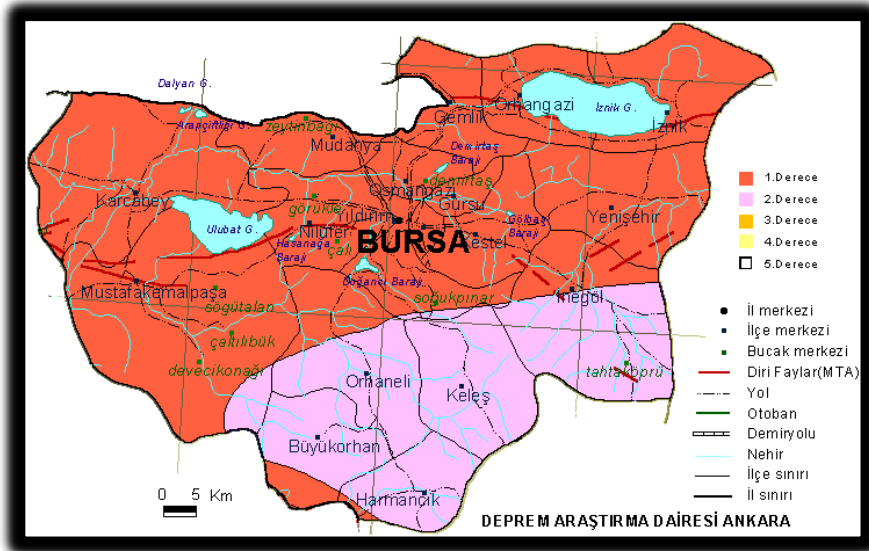 Dalyan G.
Arapçiftliği G.
zeytinbağı
Mudanya
Gemlik
Orhangazi
İznik G.
İznik
Demirtaş
Barajı
Osmangazi
demirtaş
Karcabey
görükle
Gürsu
Yıldırım
Yenişehir
Ulubat G.
Nilüfer
Gölbaşı
Barajı
BURSA
Kestel
Hasanağa
Barajı
çalı
Doğancı Baraj
Mustafakemalpaşa
söğütalan
soğukpınar
İnegöl
çaltılıbük
devecikonağı
tahtaköprü
Orhaneli
Keleş
Büyükorhan
Harmancık
0 5 Km
1.Derece
2.Derece
3.Derece
4.Derece
5.Derece
İl merkezi
İlçe merkezi
Bucak merkezi
Diri Faylar(MTA)
Yol
Otoban
Demiryolu
Nehir
İlçe sınırı
İl sınırı
DEPREM ARAŞTIRMA DAİRESİ ANKARA